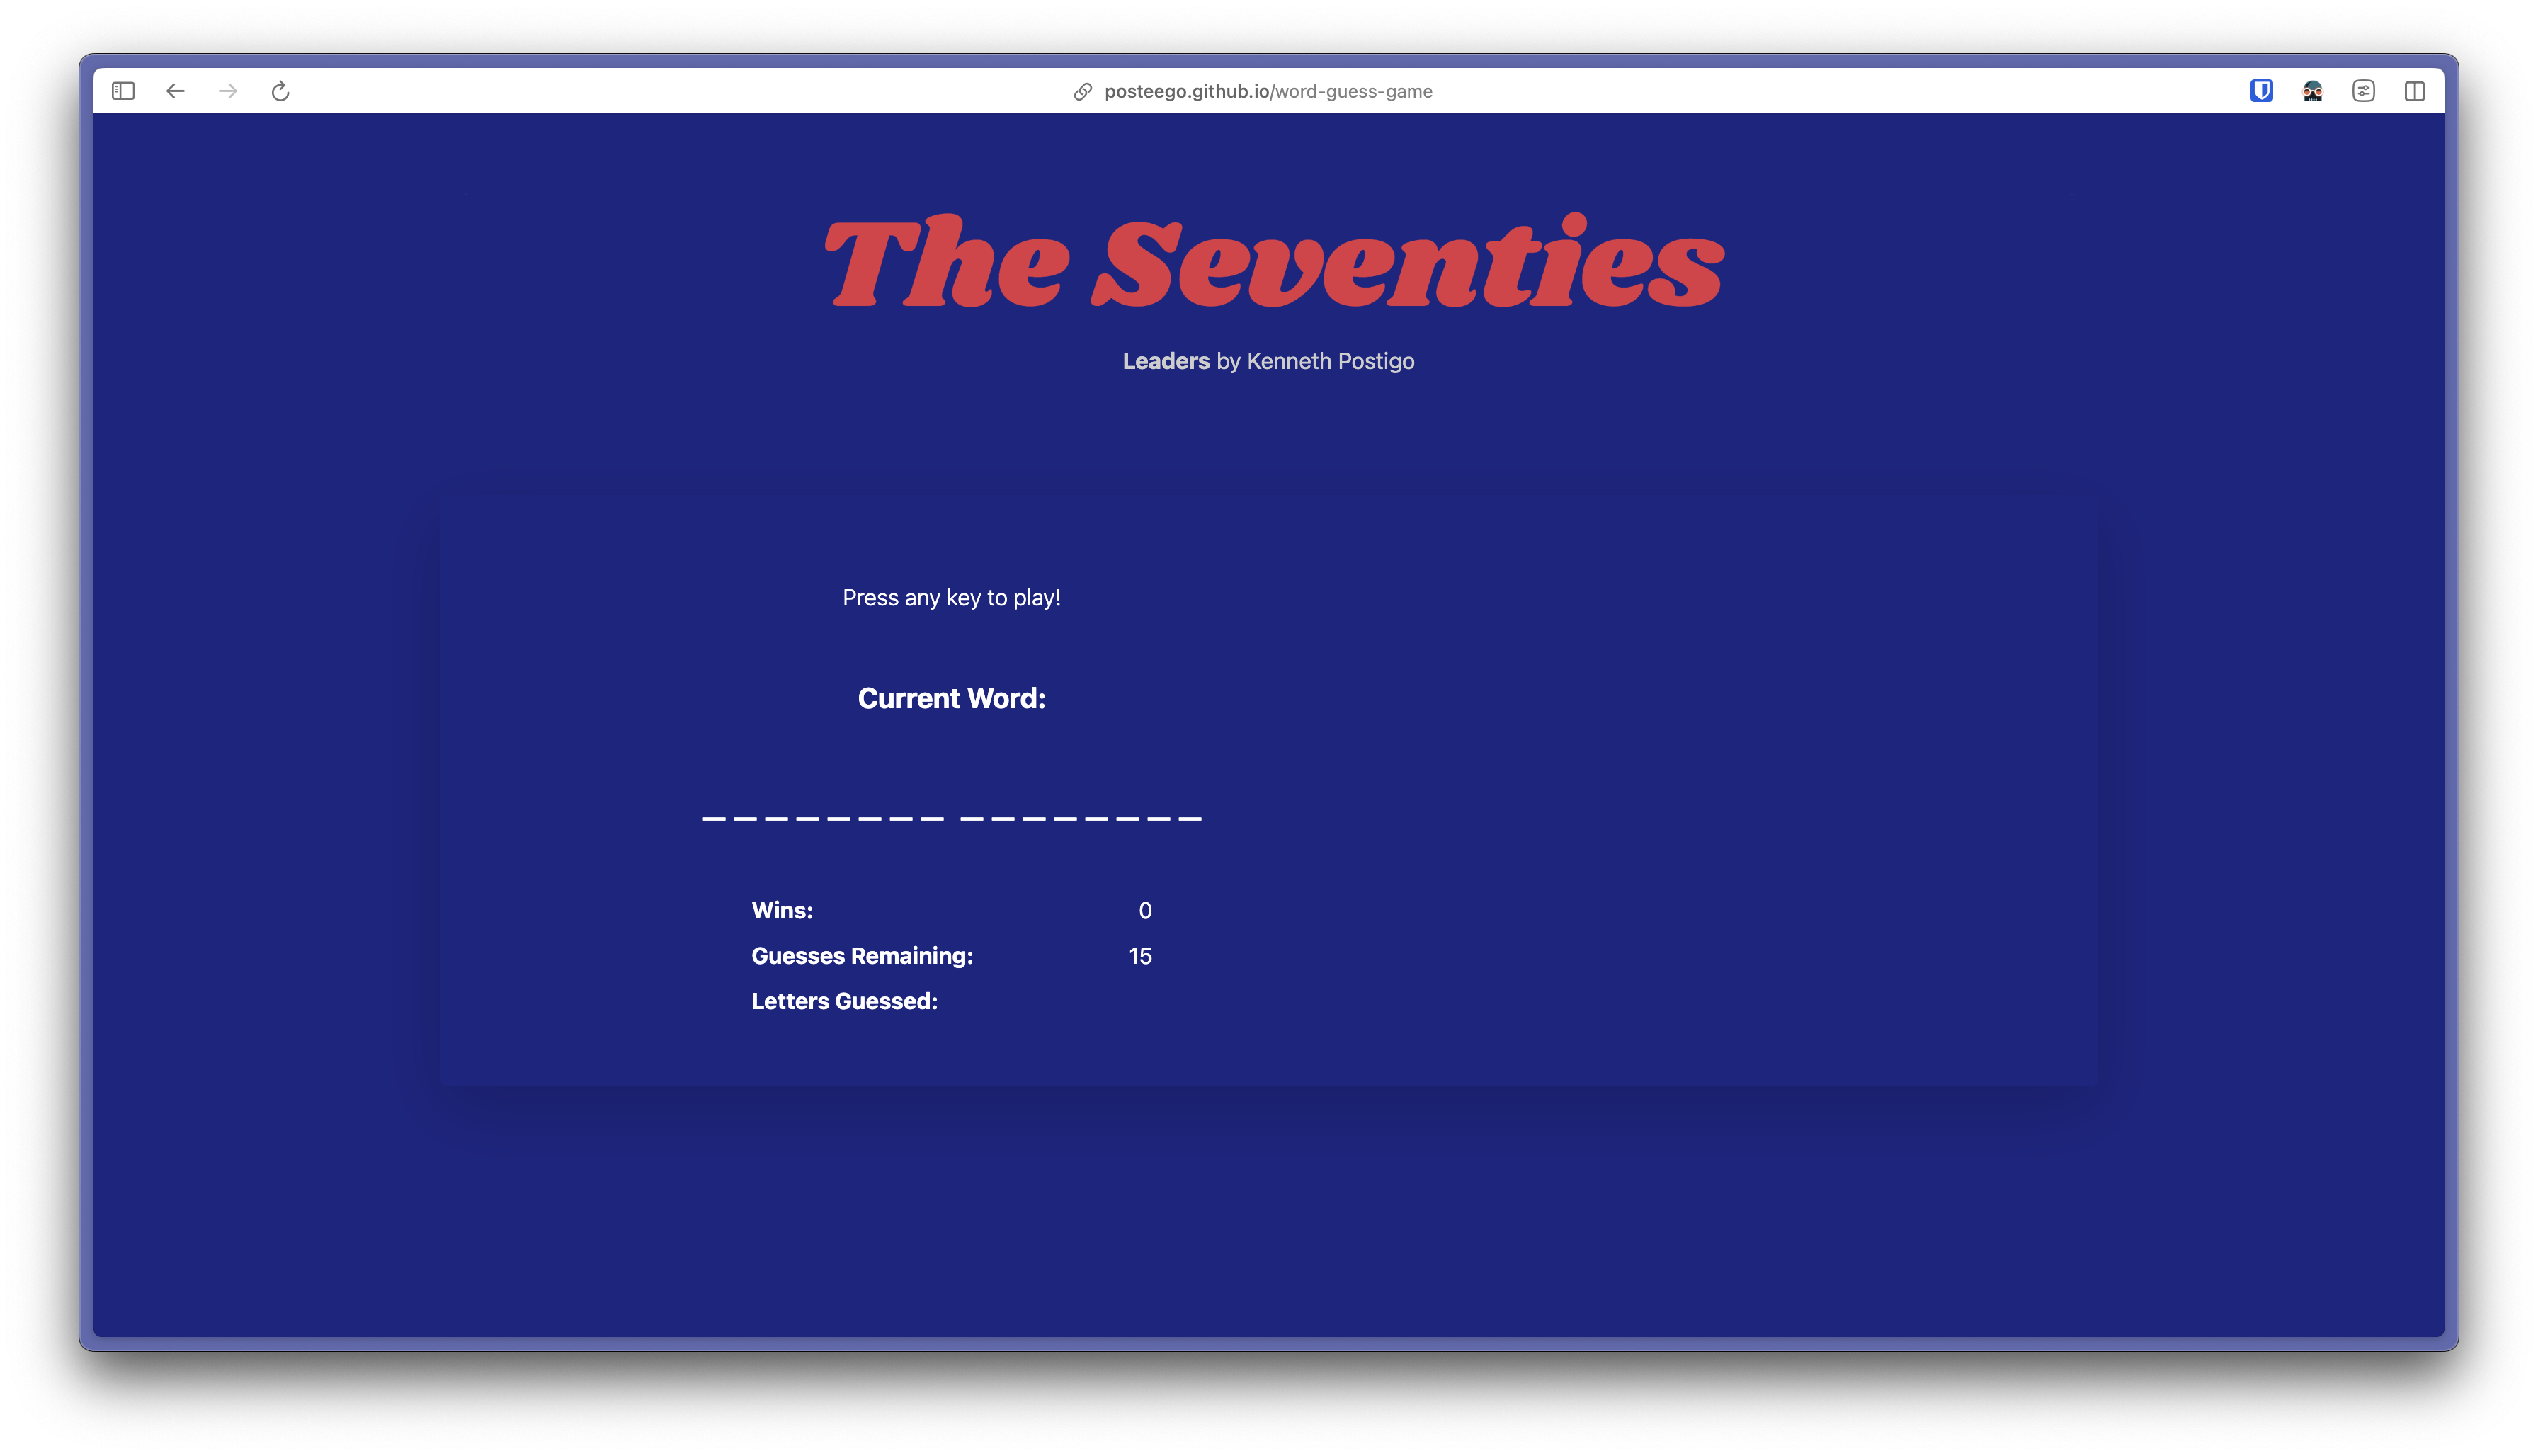 posteego.github.io/word-guess-game
The Seventies
Leaders by Kenneth Postigo
Press any key to play!
Current Word:
_ _ _ _ _ _ _ _  _ _ _ _ _ _ _ _
Wins: 0
Guesses Remaining: 15
Letters Guessed: